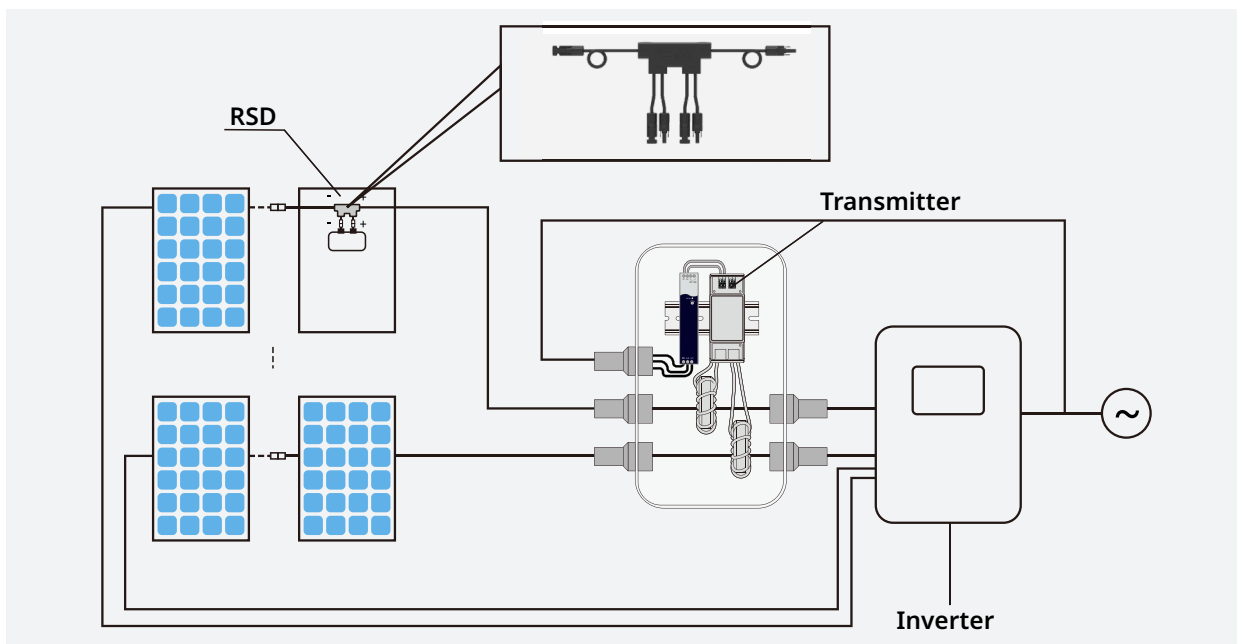 RSD
- +
- +
Transmitter
~
Inverter